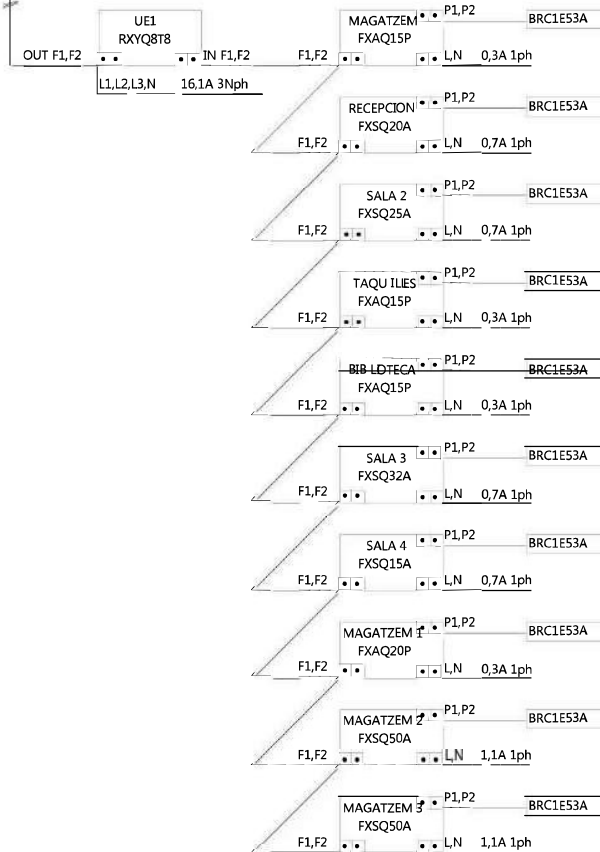 UE1
RXYQ8T8
OUT F1,F2
IN F1,F2
L1,L2,L3,N 16,1A 3Nph
MAGATZEM
FXAQ15P
P1,P2
BRC1E53A
F1,F2
L,N 0,3A 1ph
RECEPCION
FXSQ20A
P1,P2
BRC1E53A
F1,F2
L,N 0,7A 1ph
SALA 2
FXSQ25A
P1,P2
BRC1E53A
F1,F2
L,N 0,7A 1ph
TAQU ILIES
FXAQ15P
P1,P2
BRC1E53A
F1,F2
L,N 0,3A 1ph
BIB LOTECA
FXAQ15P
P1,P2
BRC1E53A
F1,F2
L,N 0,3A 1ph
SALA 3
FXSQ32A
P1,P2
BRC1E53A
F1,F2
L,N 0,7A 1ph
SALA 4
FXSQ15A
P1,P2
BRC1E53A
F1,F2
L,N 0,7A 1ph
MAGATZEM 1
FXAQ20P
P1,P2
BRC1E53A
F1,F2
L,N 0,3A 1ph
MAGATZEM 2
FXSQ50A
P1,P2
BRC1E53A
F1,F2
L,N 1,1A 1ph
MAGATZEM 3
FXSQ50A
P1,P2
BRC1E53A
F1,F2
L,N 1,1A 1ph